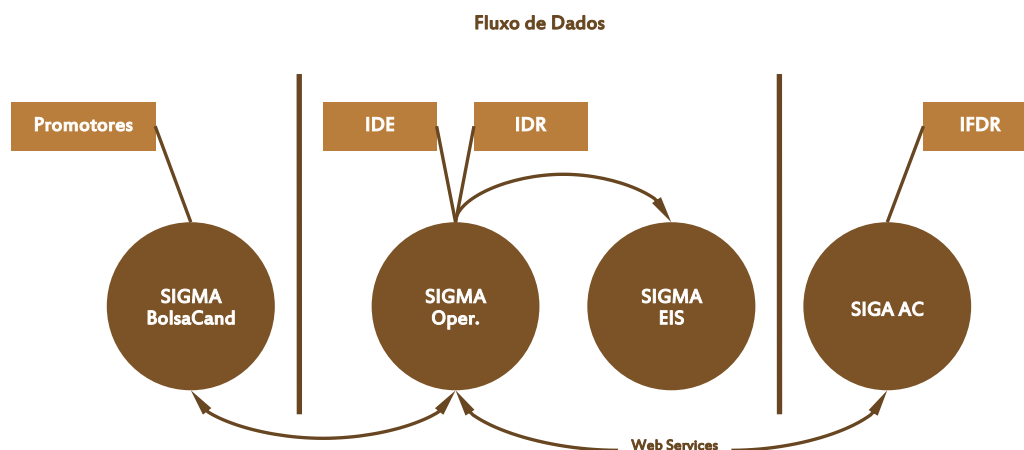 Fluxo de Dados
Promotores
IDE
IDR
IFDR
SIGMA
BolsaCand
SIGMA
Oper.
SIGMA
EIS
SIGA AC
Web Services